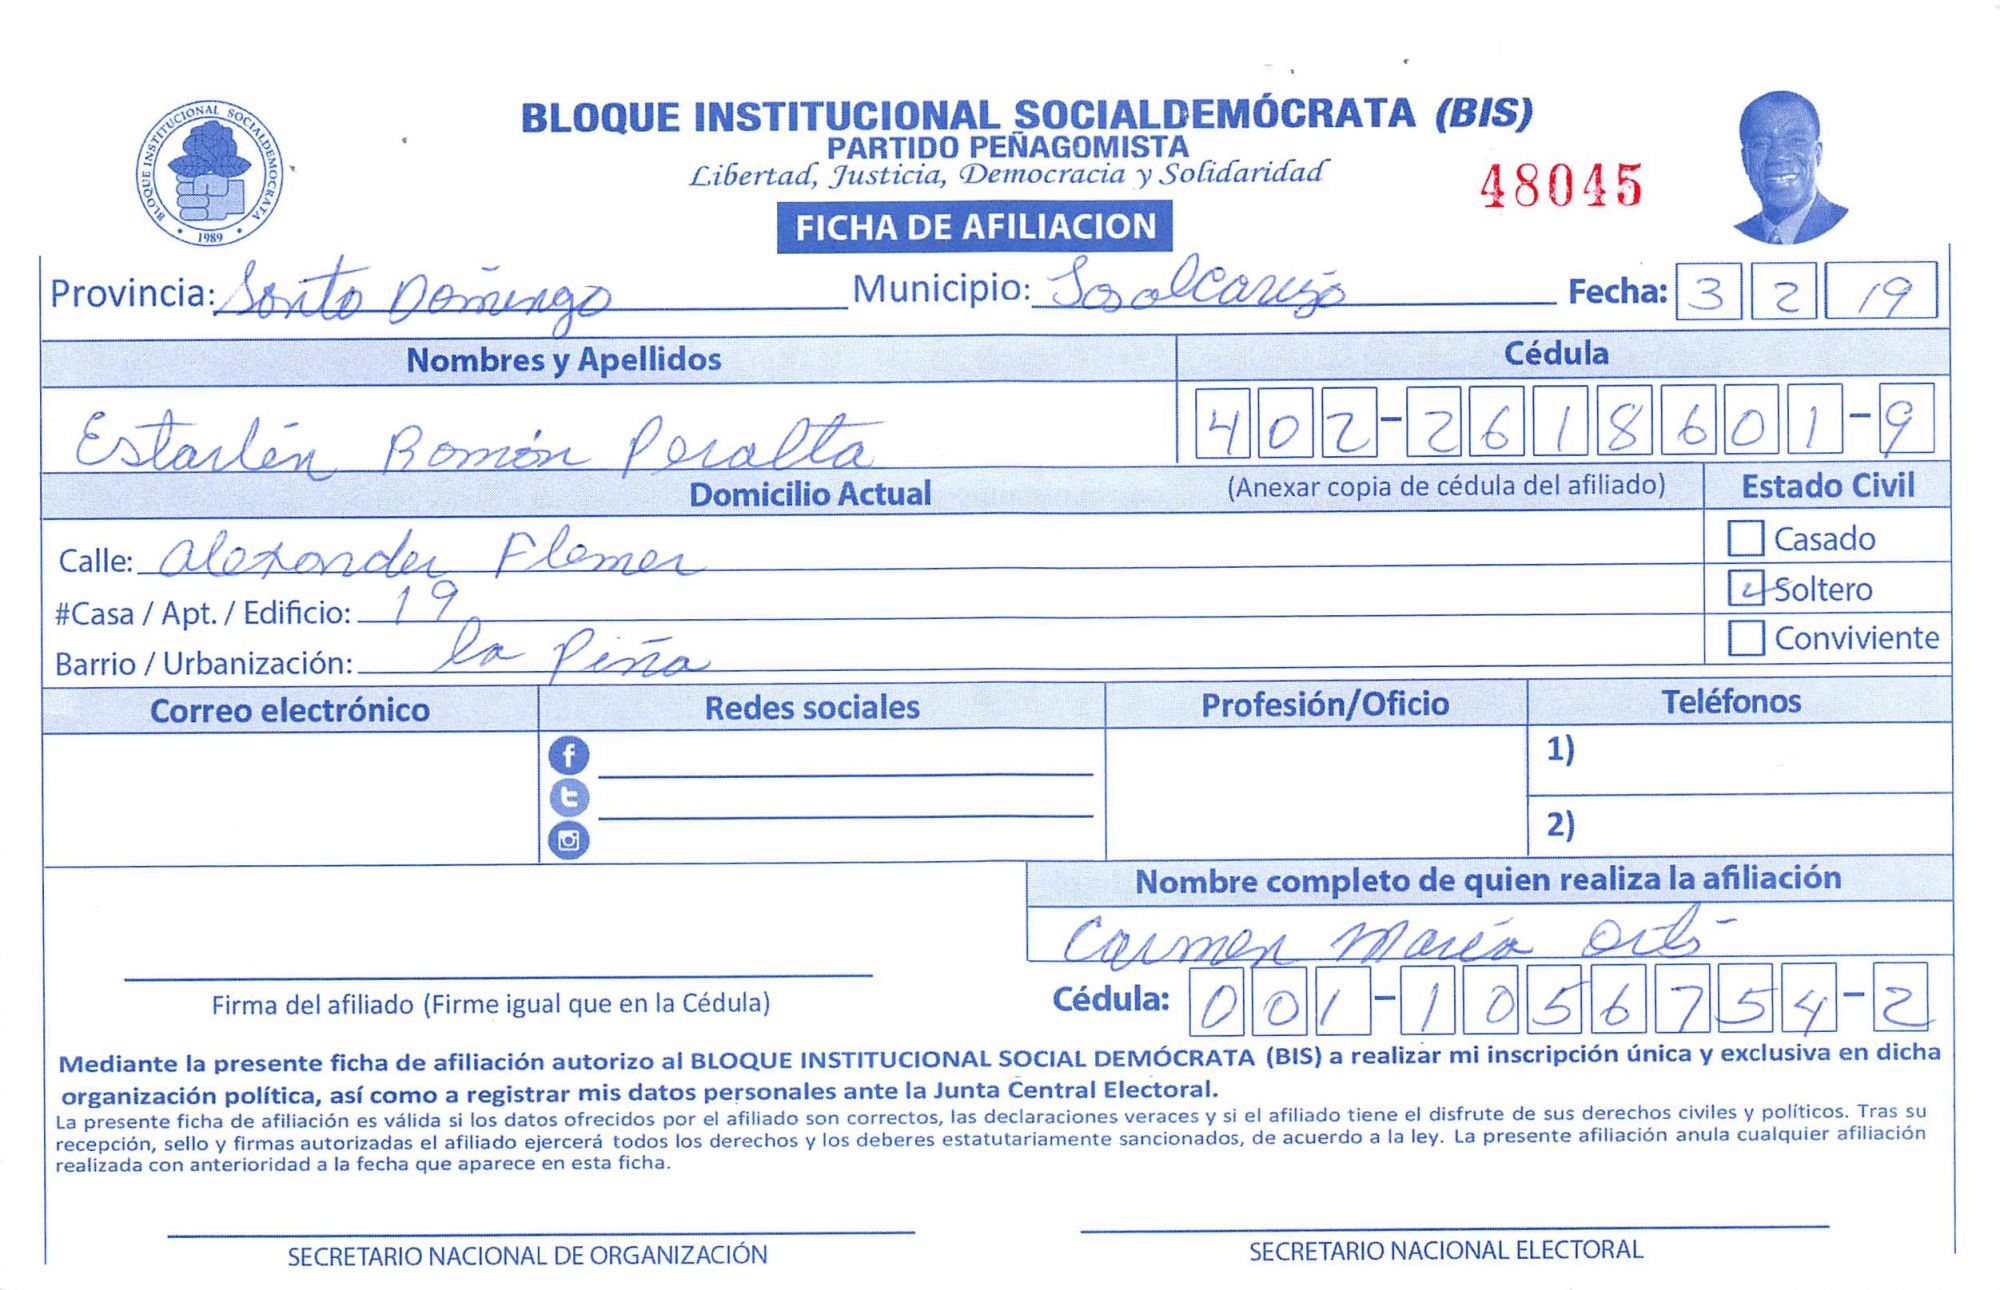 BLOQUE INSTITUCIONAL SOCIALDEMÓCRATA (BIS)
PARTIDO PEÑAGOMISTA
Libertad, Justicia, Democracia y Solidaridad
48045
BLOQUE INSTITUCIONAL SOCIALDEMOCRATA
1989
FICHA DE AFILIACION
Provincia: Santo Domingo Municipio: Fecha: 3 2 19
Nombres y Apellidos Cédula
Estarlin Román Peralta 402-2618601-9
Domicilio Actual (Anexar copia de cédula del afiliado) Estado Civil
Calle: Alexander Flemer Casado
#Casa / Apt. / Edificio: 19 Soltero
Barrio / Urbanización: la Piña Conviviente
Correo electrónico Redes sociales Profesión/Oficio Teléfonos
1)
2)
Nombre completo de quien realiza la afiliación
Carmen María
Firma del afiliado (Firme igual que en la Cédula) Cédula: 001-1056754-2
Mediante la presente ficha de afiliación autorizo al BLOQUE INSTITUCIONAL SOCIAL DEMÓCRATA (BIS) a realizar mi inscripción única y exclusiva en dicha
organización política, así como a registrar mis datos personales ante la Junta Central Electoral.
La presente ficha de afiliación es válida si los datos ofrecidos por el afiliado son correctos, las declaraciones veraces y si el afiliado tiene el disfrute de sus derechos civiles y políticos. Tras su
recepción, sello y firmas autorizadas el afiliado ejercerá todos los derechos y los deberes estatutariamente sancionados, de acuerdo a la ley. La presente afiliación anula cualquier afiliación
realizada con anterioridad a la fecha que aparece en esta ficha.
SECRETARIO NACIONAL DE ORGANIZACIÓN SECRETARIO NACIONAL ELECTORAL